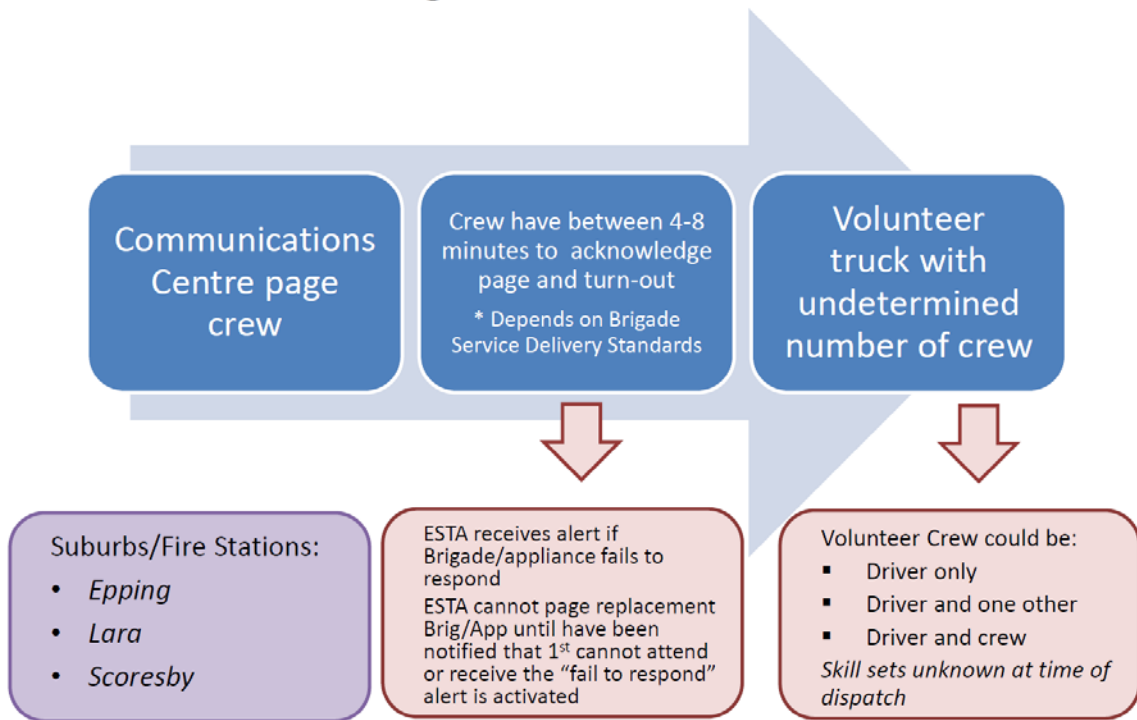 Communications
Centre page
crew
Crew have between 4-8
minutes to acknowledge
page and turn-out
* Depends on Brigade
Service Delivery Standards
Volunteer
truck with
undetermined
number of crew
Suburbs/Fire Stations:
• Epping
• Lara
• Scoresby
ESTA receives alert if
Brigade/appliance fails to
respond
ESTA cannot page replacement
Brig/App until have been
notified that 1st cannot attend
or receive the “fail to respond”
alert is activated
Volunteer Crew could be:
▪ Driver only
▪ Driver and one other
▪ Driver and crew
Skill sets unknown at time of
dispatch